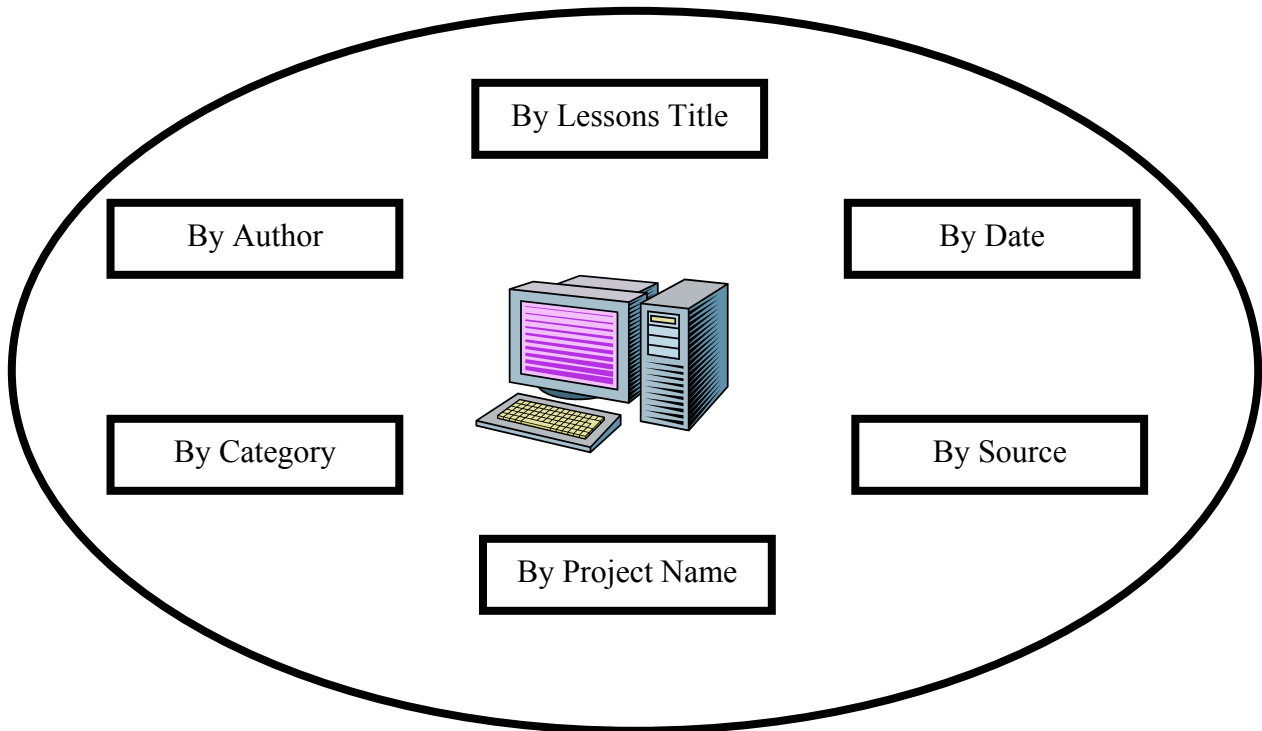 By Lessons Title
By Author
By Date
By Category
By Source
By Project Name